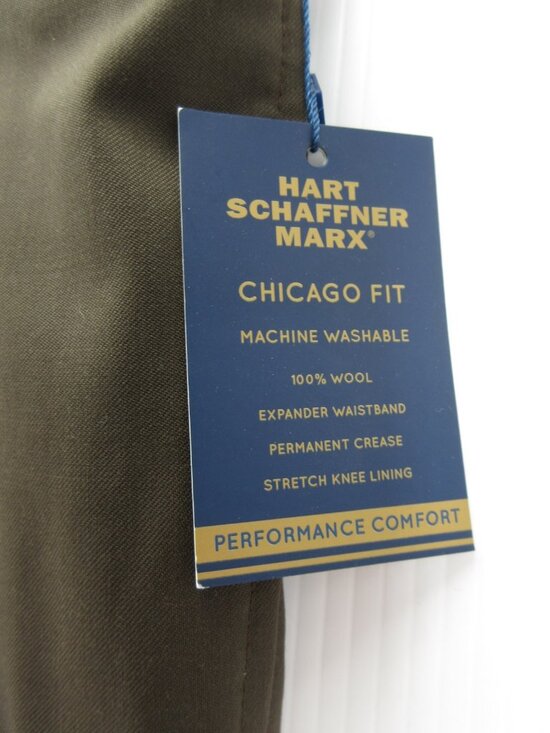 HART
SCHAFFNER
MARX®
CHICAGO FIT
MACHINE WASHABLE
100% WOOL
EXPANDER WAISTBAND
PERMANENT CREASE
STRETCH KNEE LINING
PERFORMANCE COMFORT